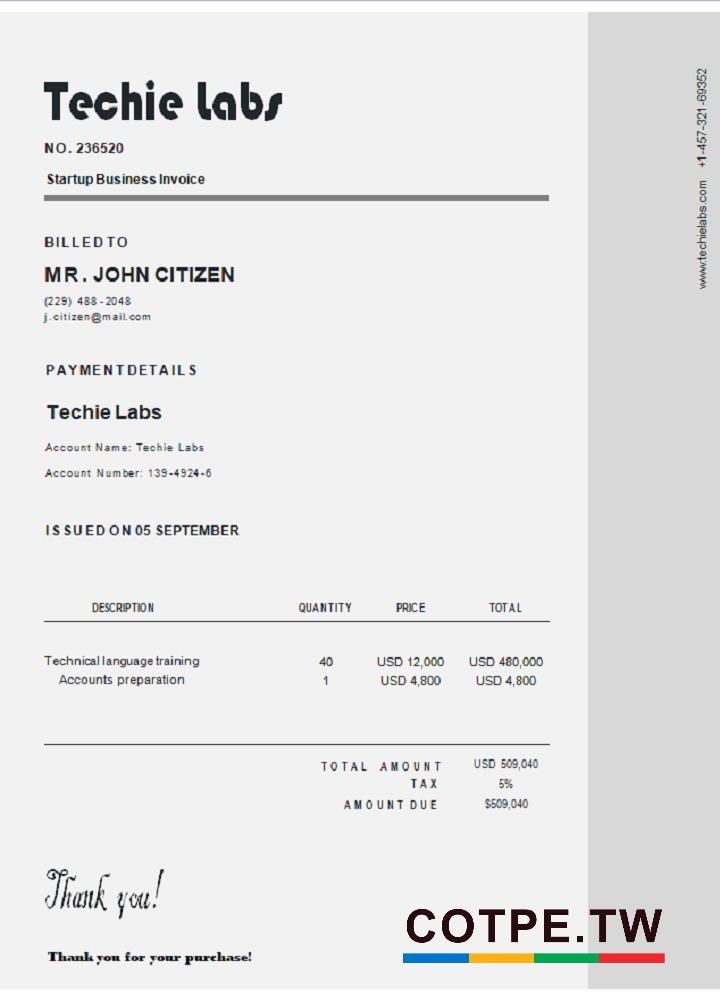 Techie Labs
NO. 236520
Startup Business Invoice
www.techielabs.com +1-457-321-69352
BILLED TO
MR. JOHN CITIZEN
(229) 488-2048
j.citizen@mail.com
PAYMENT DETAILS
Techie Labs
Account Name: Techie Labs
Account Number: 139-4924-6
ISSUED ON 05 SEPTEMBER
DESCRIPTION QUANTITY PRICE TOTAL
Technical language training 40 USD 12,000 USD 480,000
Accounts preparation 1 USD 4,800 USD 4,800
TOTAL AMOUNT USD 509,040
TAX 5%
AMOUNT DUE $509,040
Thank you!
Thank you for your purchase!
COTPE.TW